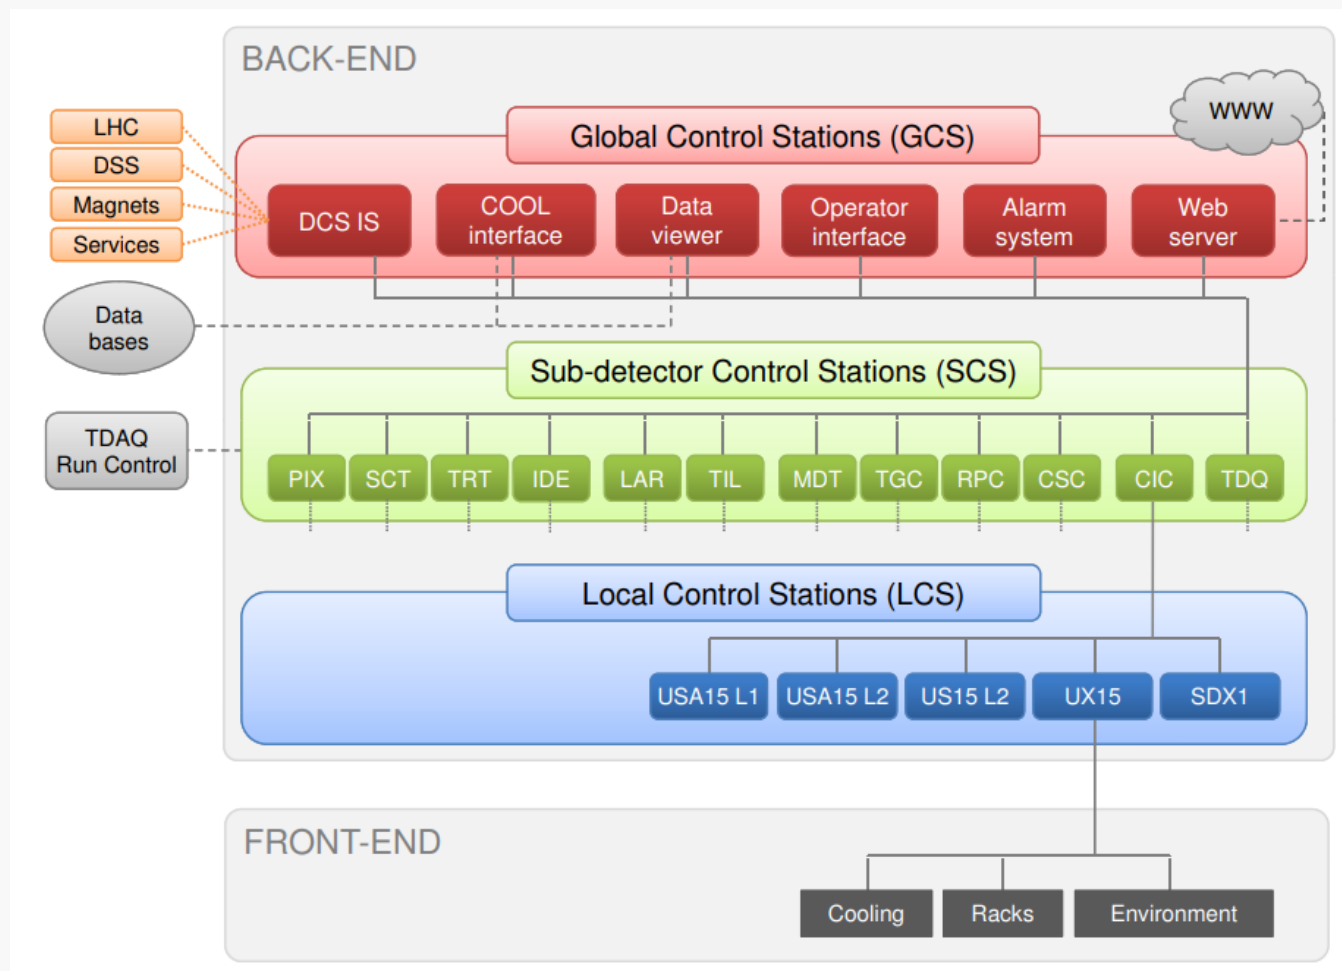 BACK-END
WWW
LHC
DSS
Magnets
Services
Global Control Stations (GCS)
DCS IS
COOL
interface
Data
viewer
Operator
interface
Alarm
system
Web
server
Data
bases
Sub-detector Control Stations (SCS)
TDAQ
Run Control
PIX
SCT
TRT
IDE
LAR
TIL
MDT
TGC
RPC
CSC
CIC
TDQ
Local Control Stations (LCS)
USA15 L1
USA15 L2
US15 L2
UX15
SDX1
FRONT-END
Cooling
Racks
Environment